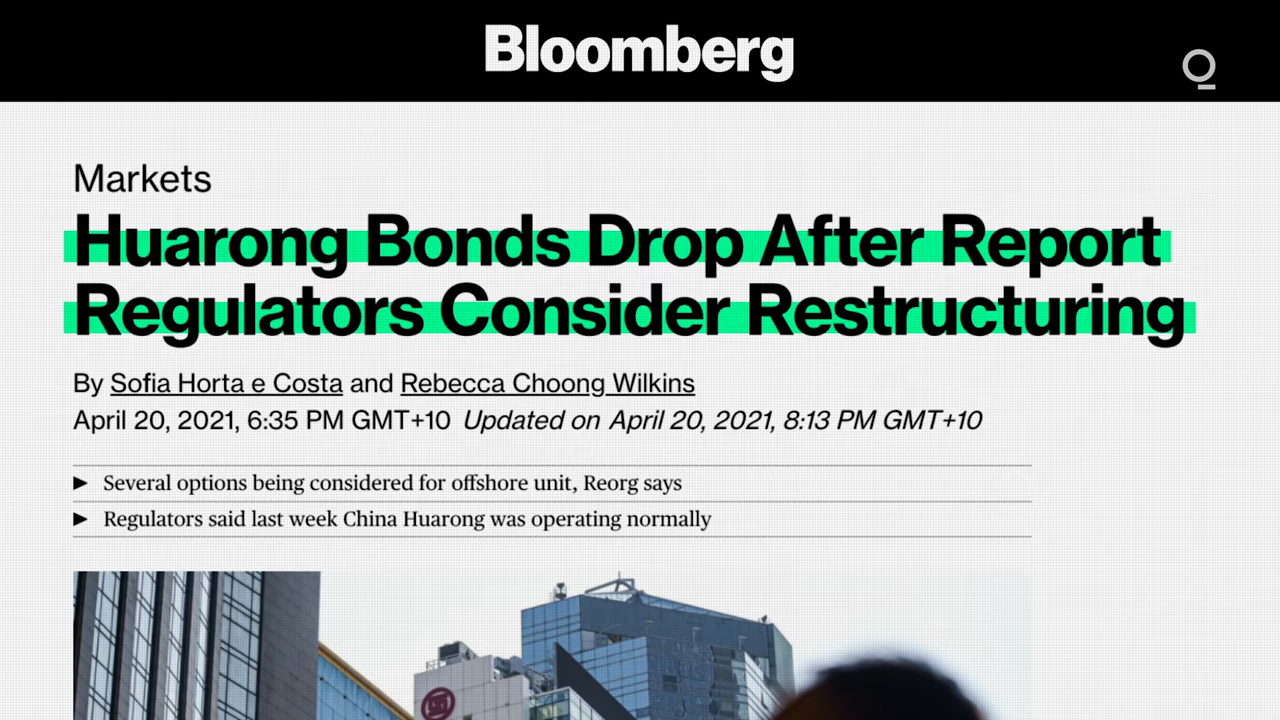 Bloomberg
Markets
Huarong Bonds Drop After Report
Regulators Consider Restructuring
By Sofia Horta e Costa and Rebecca Choong Wilkins
April 20, 2021, 6:35 PM GMT+10 Updated on April 20, 2021, 8:13 PM GMT+10
► Several options being considered for offshore unit, Reorg says
► Regulators said last week China Huarong was operating normally